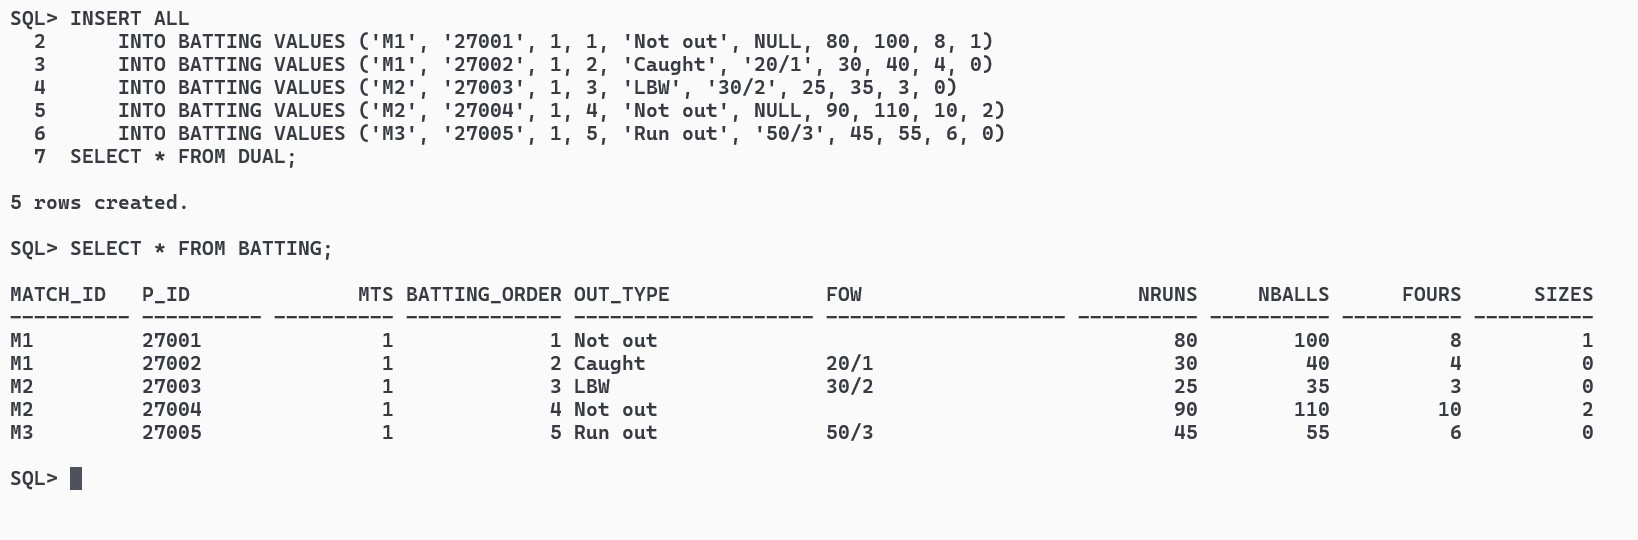 SQL> INSERT ALL
  2      INTO BATTING VALUES ('M1', '27001', 1, 1, 'Not out', NULL, 80, 100, 8, 1)
  3      INTO BATTING VALUES ('M1', '27002', 1, 2, 'Caught', '20/1', 30, 40, 4, 0)
  4      INTO BATTING VALUES ('M2', '27003', 1, 3, 'LBW', '30/2', 25, 35, 3, 0)
  5      INTO BATTING VALUES ('M2', '27004', 1, 4, 'Not out', NULL, 90, 110, 10, 2)
  6      INTO BATTING VALUES ('M3', '27005', 1, 5, 'Run out', '50/3', 45, 55, 6, 0)
  7  SELECT * FROM DUAL;
5 rows created.
SQL> SELECT * FROM BATTING;
MATCH_ID   P_ID              MTS BATTING_ORDER OUT_TYPE             FOW                       NRUNS     NBALLS      FOURS      SIZES
---------- ---------- ---------- ------------- -------------------- -------------------- ---------- ---------- ---------- ----------
M1         27001               1             1 Not out                                           80        100          8          1
M1         27002               1             2 Caught               20/1                         30         40          4          0
M2         27003               1             3 LBW                  30/2                         25         35          3          0
M2         27004               1             4 Not out                                           90        110         10          2
M3         27005               1             5 Run out              50/3                         45         55          6          0
SQL>